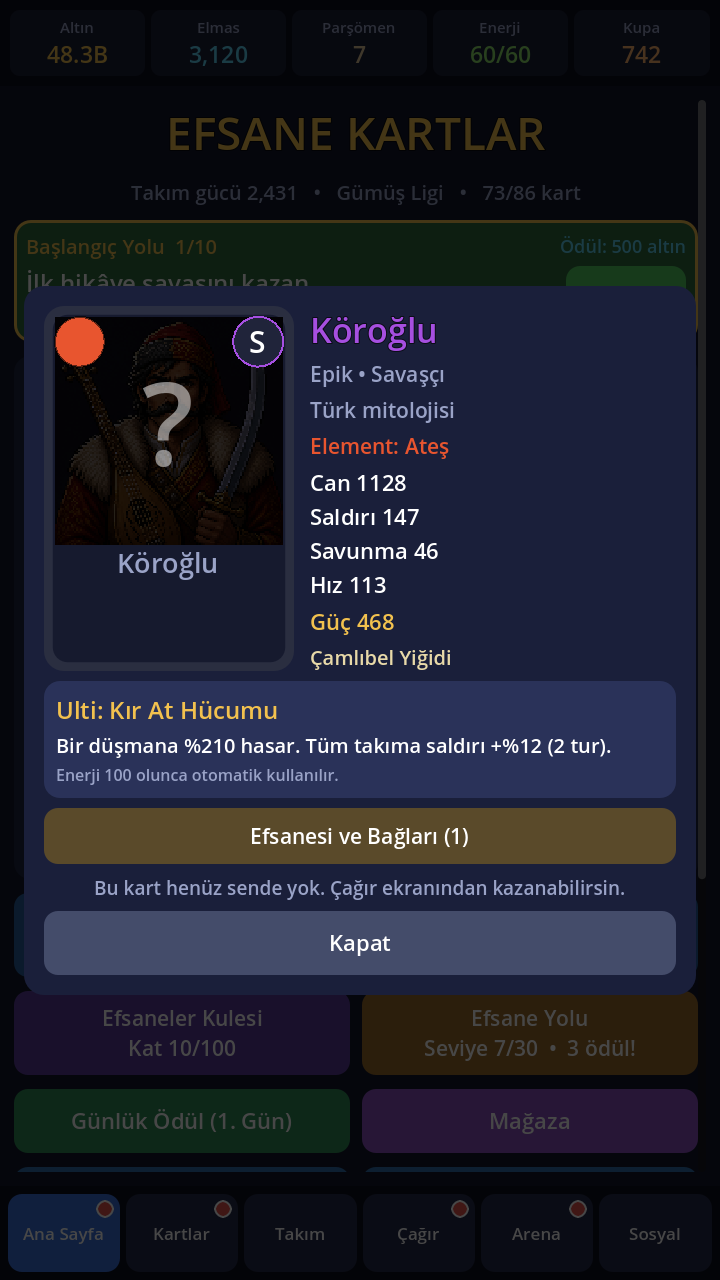 Altın
Elmas
Parşömen
Enerji
Kupa
48.3B
3,120
7
60/60
742
EFSANE KARTLAR
Takım gücü 2,431 • Gümüş Ligi • 73/86 kart
Başlangıç Yolu 1/10
Ödül: 500 altın
İlk hikâye savaşını kazan
S
?
Köroğlu
Köroğlu
Epik • Savaşçı
Türk mitolojisi
Element: Ateş
Can 1128
Saldırı 147
Savunma 46
Hız 113
Güç 468
Çamlıbel Yiğidi
Ulti: Kır At Hücumu
Bir düşmana %210 hasar. Tüm takıma saldırı +%12 (2 tur).
Enerji 100 olunca otomatik kullanılır.
Efsanesi ve Bağları (1)
Bu kart henüz sende yok. Çağır ekranından kazanabilirsin.
Kapat
Efsaneler Kulesi
Kat 10/100
Efsane Yolu
Seviye 7/30 • 3 ödül!
Günlük Ödül (1. Gün)
Mağaza
Ana Sayfa
Kartlar
Takım
Çağır
Arena
Sosyal